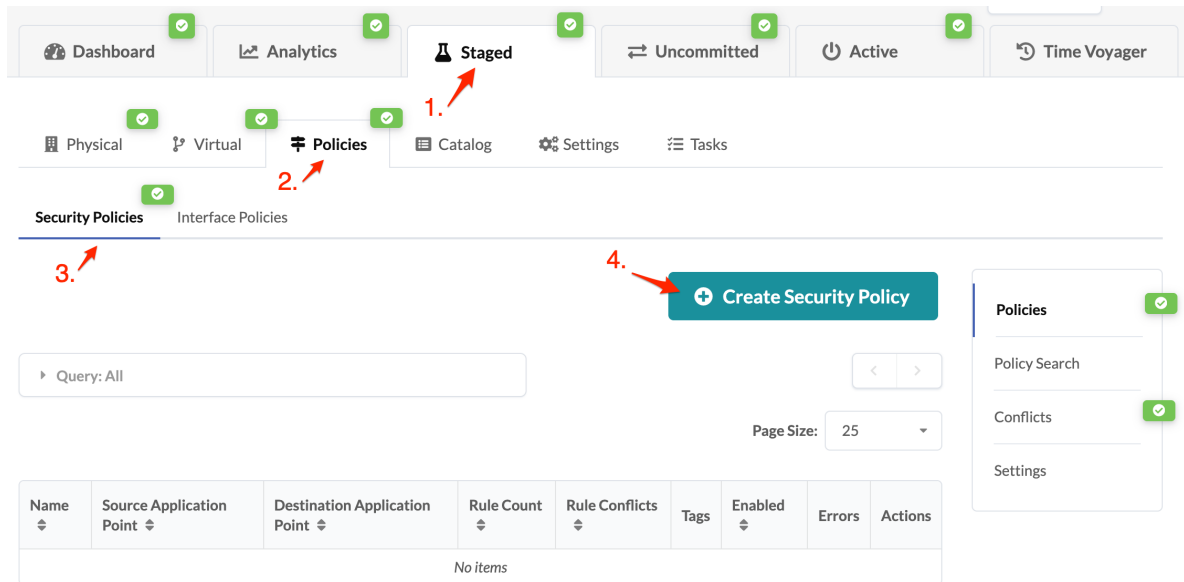 Dashboard
Analytics
Staged
Uncommitted
Active
Time Voyager
1.
Physical
Virtual
Policies
Catalog
Settings
Tasks
2.
Security Policies
Interface Policies
3.
4.
Create Security Policy
Policies
Policy Search
Conflicts
Settings
Query: All
Page Size: 25
Name
Source Application
Point
Destination Application
Point
Rule Count
Rule Conflicts
Tags
Enabled
Errors
Actions
No items